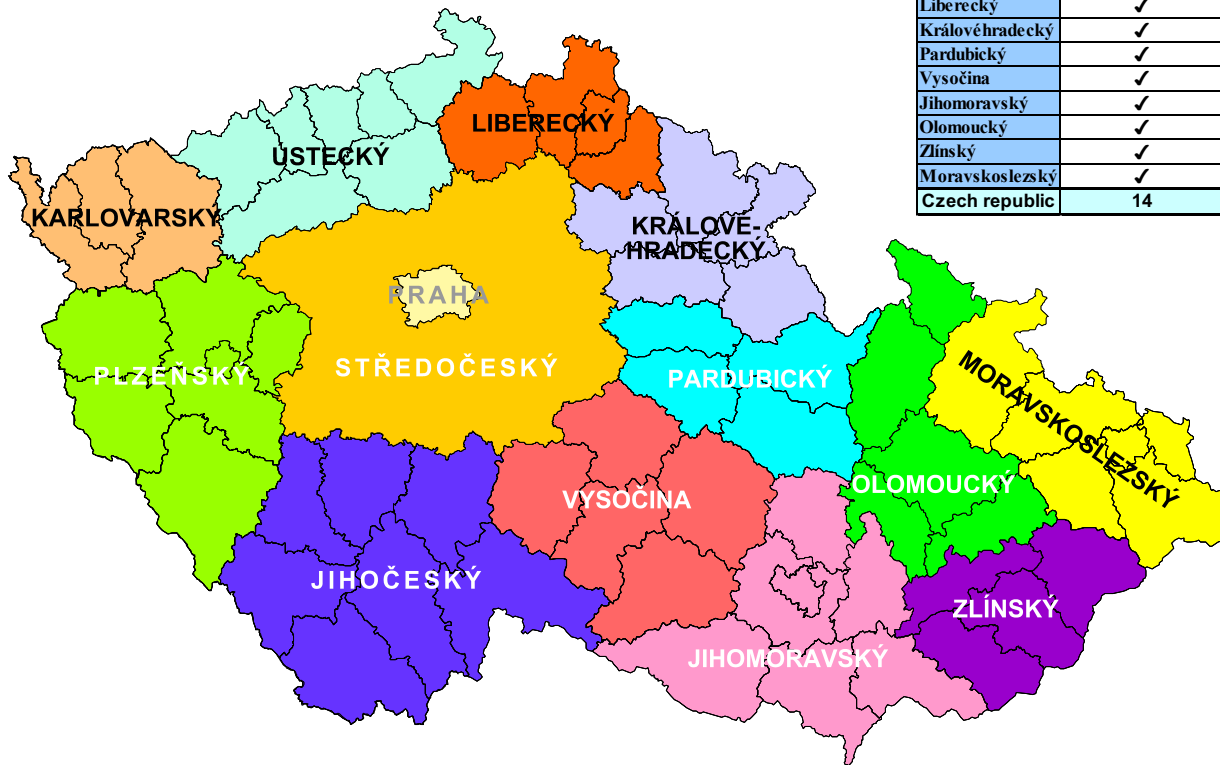 Liberecký ✓
Královéhradecký ✓
Pardubický ✓
Vysočina ✓
Jihomoravský ✓
Olomoucký ✓
Zlínský ✓
Moravskoslezský ✓
Czech republic 14
LIBERECKÝ
ÚSTECKÝ
KARLOVARSKÝ
KRÁLOVÉ-
HRADECKÝ
PRAHA
STŘEDOČESKÝ
PLZEŇSKÝ
PARDUBICKÝ
MORAVSKOSLEZSKÝ
OLOMOUCKÝ
VYSOČINA
JIHOČESKÝ
ZLÍNSKÝ
JIHOMORAVSKÝ